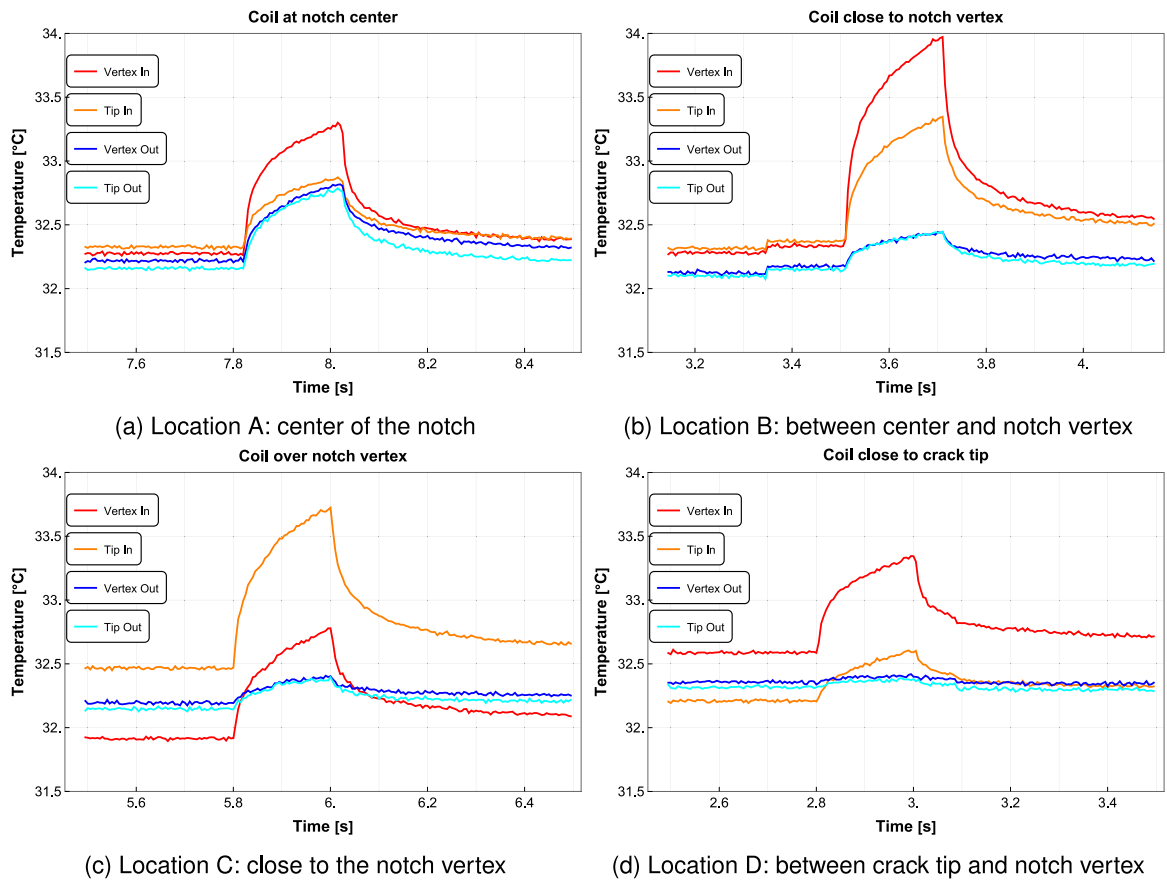 Coil at notch center
Temperature [°C]
34.
33.5
33.
32.5
32.
31.5
Vertex In
Tip In
Vertex Out
Tip Out
7.6 7.8 8. 8.2 8.4
Time [s]
(a) Location A: center of the notch
Coil close to notch vertex
Temperature [°C]
34.
33.5
33.
32.5
32.
31.5
Vertex In
Tip In
Vertex Out
Tip Out
3.2 3.4 3.6 3.8 4.
Time [s]
(b) Location B: between center and notch vertex
Coil over notch vertex
Temperature [°C]
34.
33.5
33.
32.5
32.
31.5
Vertex In
Tip In
Vertex Out
Tip Out
5.6 5.8 6. 6.2 6.4
Time [s]
(c) Location C: close to the notch vertex
Coil close to crack tip
Temperature [°C]
34.
33.5
33.
32.5
32.
31.5
Vertex In
Tip In
Vertex Out
Tip Out
2.6 2.8 3. 3.2 3.4
Time [s]
(d) Location D: between crack tip and notch vertex